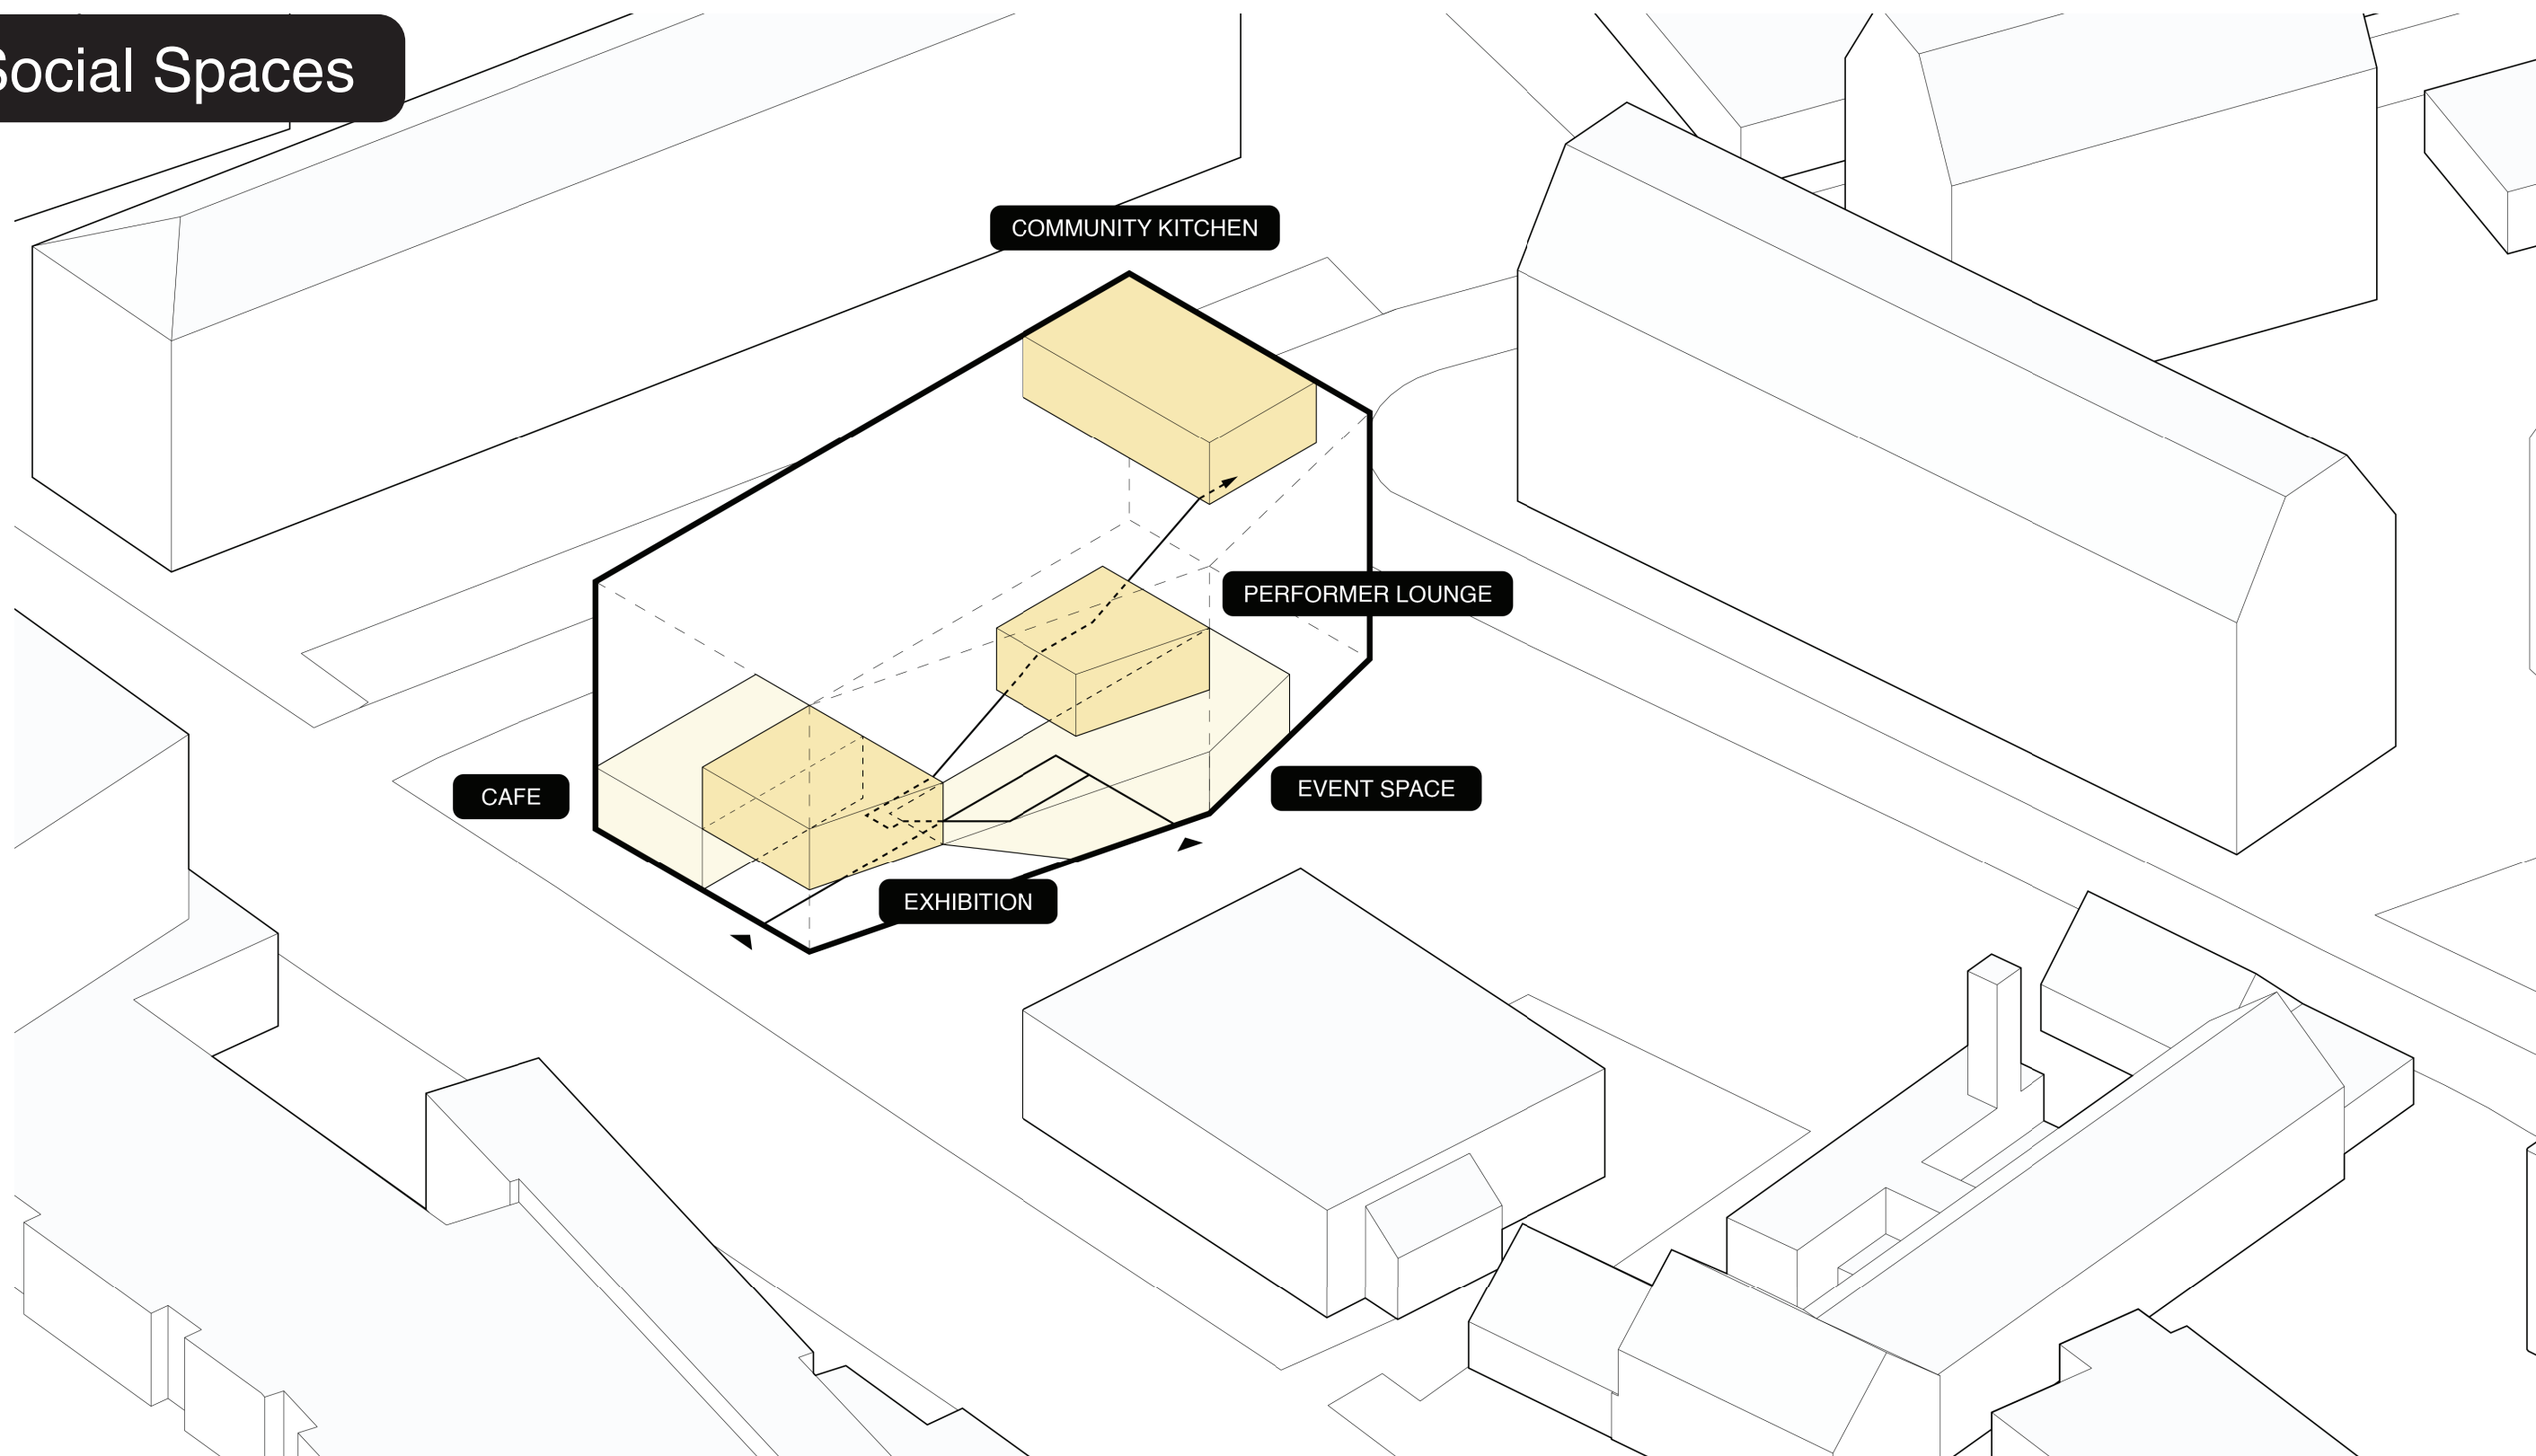 Social Spaces
COMMUNITY KITCHEN
PERFORMER LOUNGE
CAFE
EVENT SPACE
EXHIBITION